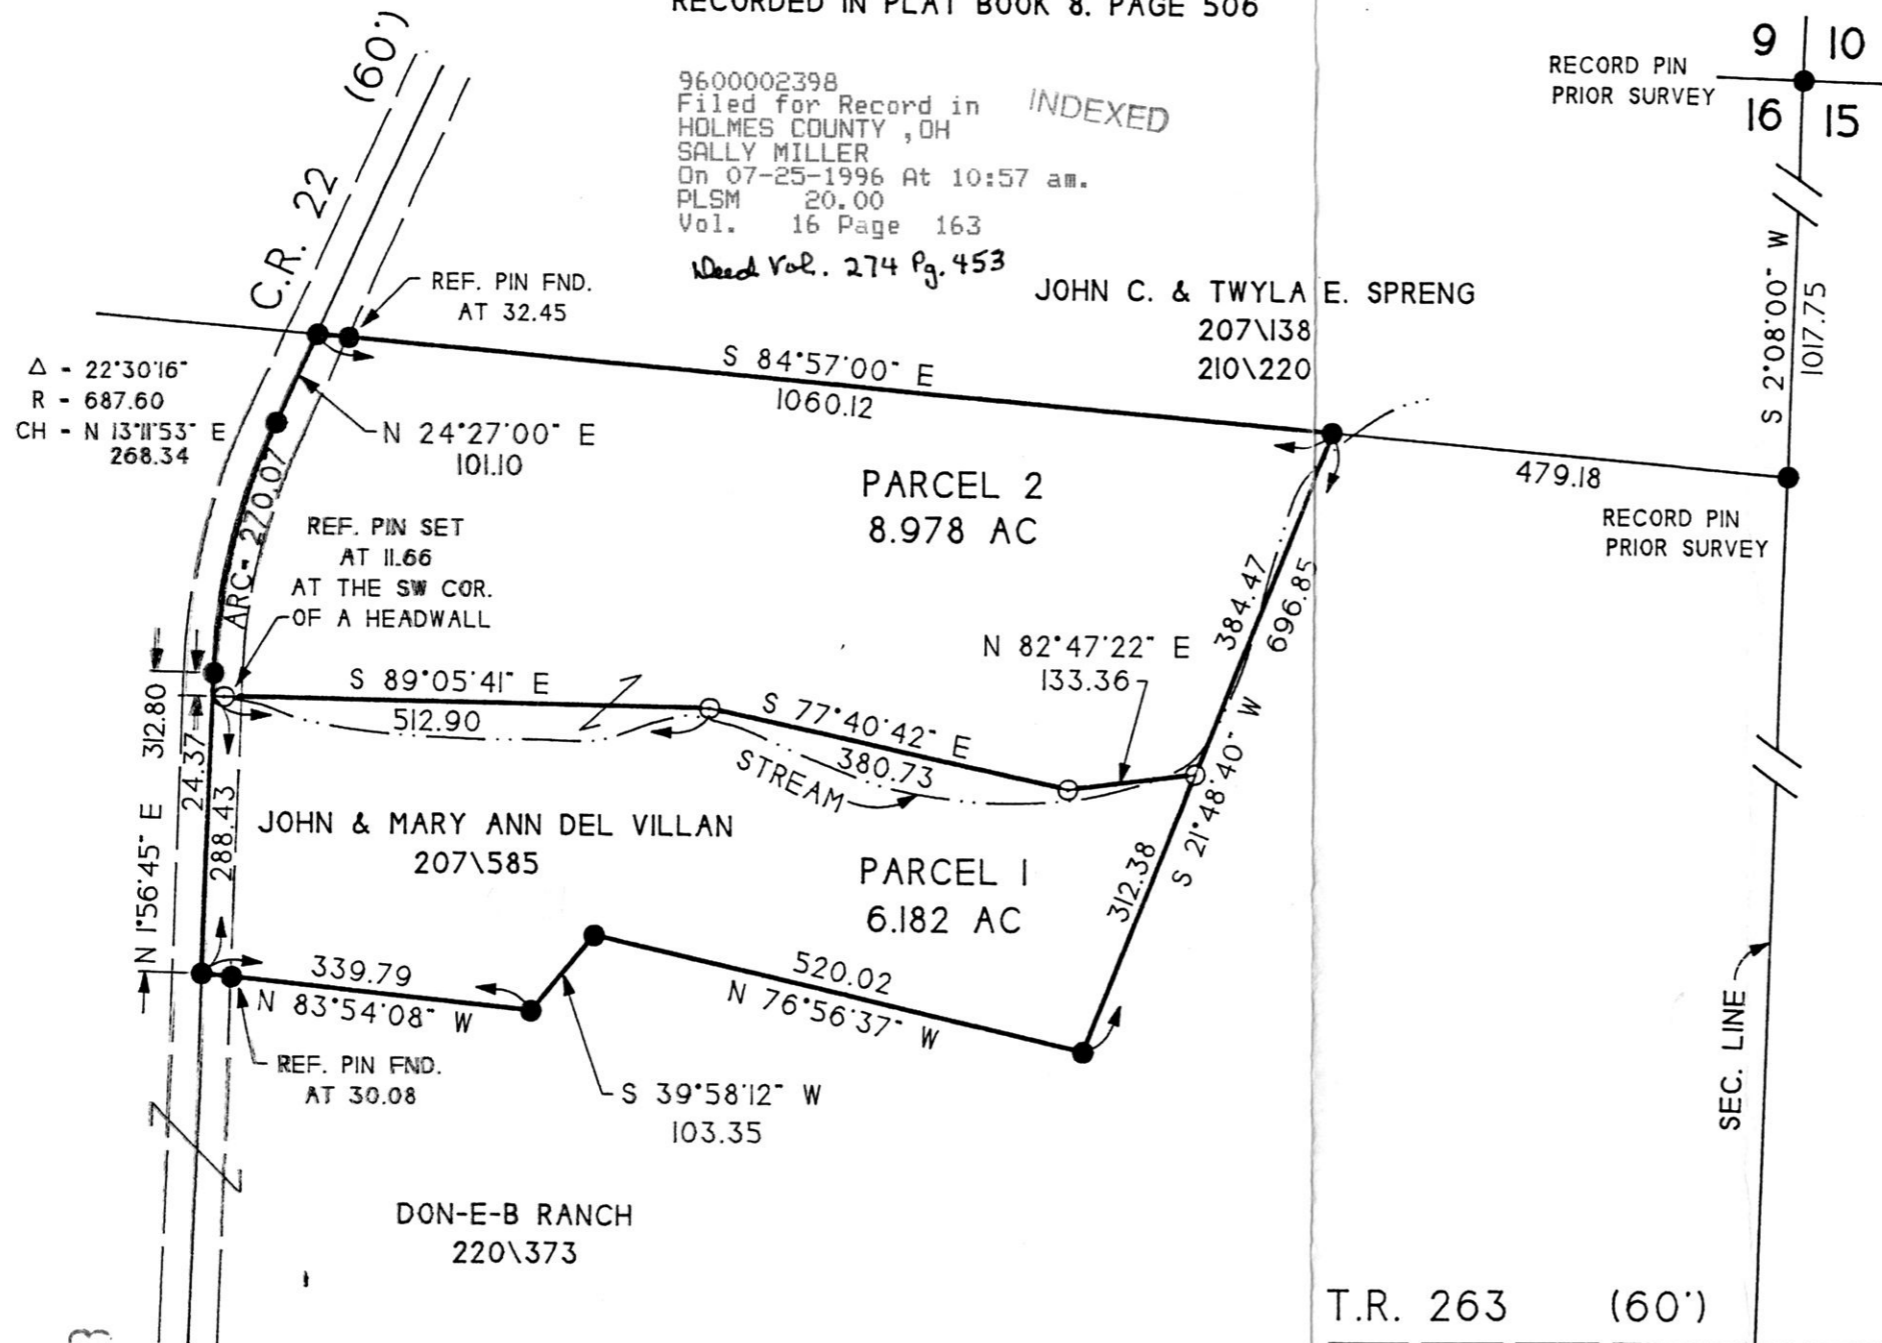 RECORDED IN PLAT BOOK 8. PAGE 506
9 10
16 15
RECORD PIN
PRIOR SURVEY
9600002398
Filed for Record in
HOLMES COUNTY ,OH
SALLY MILLER
On 07-25-1996 At 10:57 am.
PLSM 20.00
Vol. 16 Page 163
INDEXED
Deed Vol. 274 Pg. 453
C.R. 22 (60')
REF. PIN FND.
AT 32.45
JOHN C. & TWYLA E. SPRENG
207\138
210\220
S 2°08'00" W
1017.75
Δ - 22°30'16"
R - 687.60
CH - N 13°11'53" E
268.34
S 84°57'00" E
1060.12
N 24°27'00" E
101.10
ARC- 270.07
PARCEL 2
8.978 AC
479.18
RECORD PIN
PRIOR SURVEY
REF. PIN SET
AT 11.66
AT THE SW COR.
OF A HEADWALL
384.47
696.85
S 21°48'40" W
312.38
N 82°47'22" E
133.36
S 89°05'41" E
512.90
S 77°40'42" E
380.73
STREAM
312.80
N 1°56'45" E
24.37
288.43
JOHN & MARY ANN DEL VILLAN
207\585
PARCEL 1
6.182 AC
339.79
N 83°54'08" W
520.02
N 76°56'37" W
REF. PIN FND.
AT 30.08
S 39°58'12" W
103.35
SEC. LINE
DON-E-B RANCH
220\373
T.R. 263 (60')